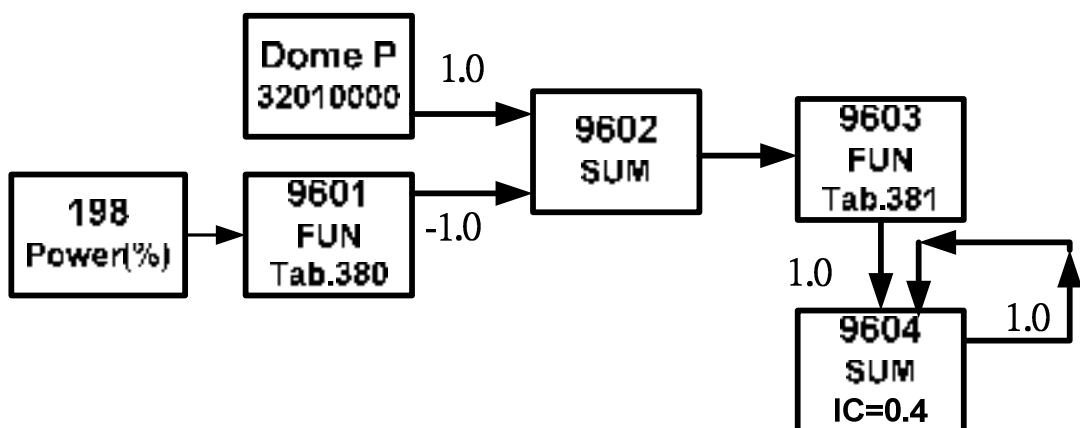 Dome P
32010000
1.0
9602
SUM
9603
FUN
Tab.381
198
Power(%)
9601
FUN
Tab.380
-1.0
1.0
9604
SUM
IC=0.4
1.0